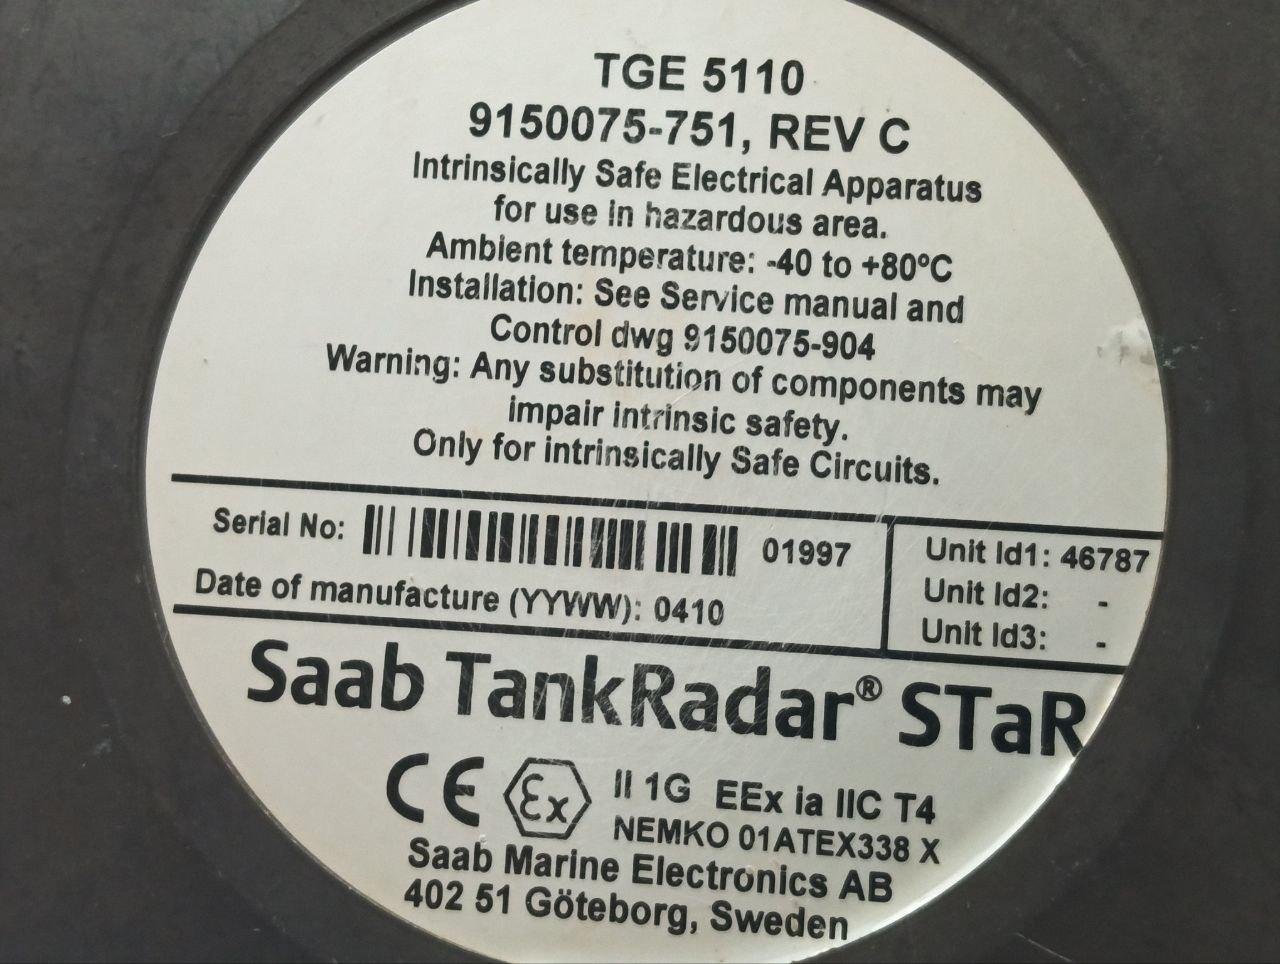 TGE 5110
9150075-751, REV C
Intrinsically Safe Electrical Apparatus
for use in hazardous area.
Ambient temperature: -40 to +80ºC
Installation: See Service manual and
Control dwg 9150075-904
Warning: Any substitution of components may
impair intrinsic safety.
Only for intrinsically Safe Circuits.
Serial No: 01997
Date of manufacture (YYWW): 0410
Unit Id1: 46787
Unit Id2: -
Unit Id3: -
Saab TankRadar® STaR
CE Ex II 1G EEx ia IIC T4
NEMKO 01ATEX338 X
Saab Marine Electronics AB
402 51 Göteborg, Sweden